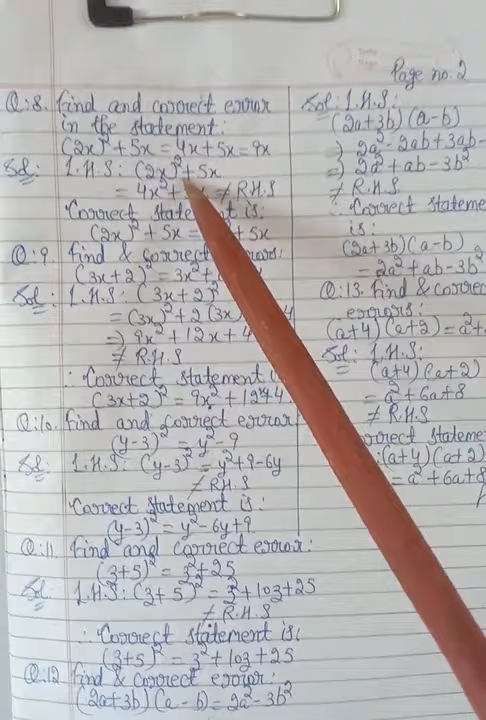 Page no. 2
Q:8. find and correct error
in the statement:
(2x)² + 5x = 4x + 5x = 9x
Sol: L.H.S: (2x)² + 5x
= 4x² + ≠ R.H.S
Correct statement is:
(2x)² + 5x = + 5x
Q:9. find & correct errors:
(3x+2)² = 3x² +
Sol: L.H.S: (3x+2)²
= (3x)² + 2(3x) 4
⇒ 9x² + 12x + 4
≠ R.H.S
∴ Correct statement
(3x+2)² = 9x² + 12x+4
Q:10. find and correct error
(y-3)² = y² - 9
Sol: L.H.S: (y-3)² = y²+9-6y
≠ R.H.S
Correct statement is:
(y-3)² = y² - 6y + 9
Q:11. find and correct error:
(z+5)² = z² + 25
Sol. L.H.S: (z+5)² = z² + 10z + 25
≠ R.H.S
∴ Correct statement is:
(z+5)² = z² + 10z + 25
Q:12 find & correct error:
(2a+3b)(a-b) = 2a² - 3b²
Sol: L.H.S:
(2a+3b)(a-b)
⇒ 2a² - 2ab + 3ab -
⇒ 2a² + ab - 3b²
≠ R.H.S
∴ Correct stateme
is:
(2a+3b)(a-b)
= 2a² + ab - 3b²
Q:13. find & correc
errors:
(a+4)(a+2) = a² +
Sol: L.H.S:
(a+4)(a+2)
= a² + 6a + 8
≠ R.H.S
orrect stateme
:(a+4)(a+2)
= a² + 6a + 8